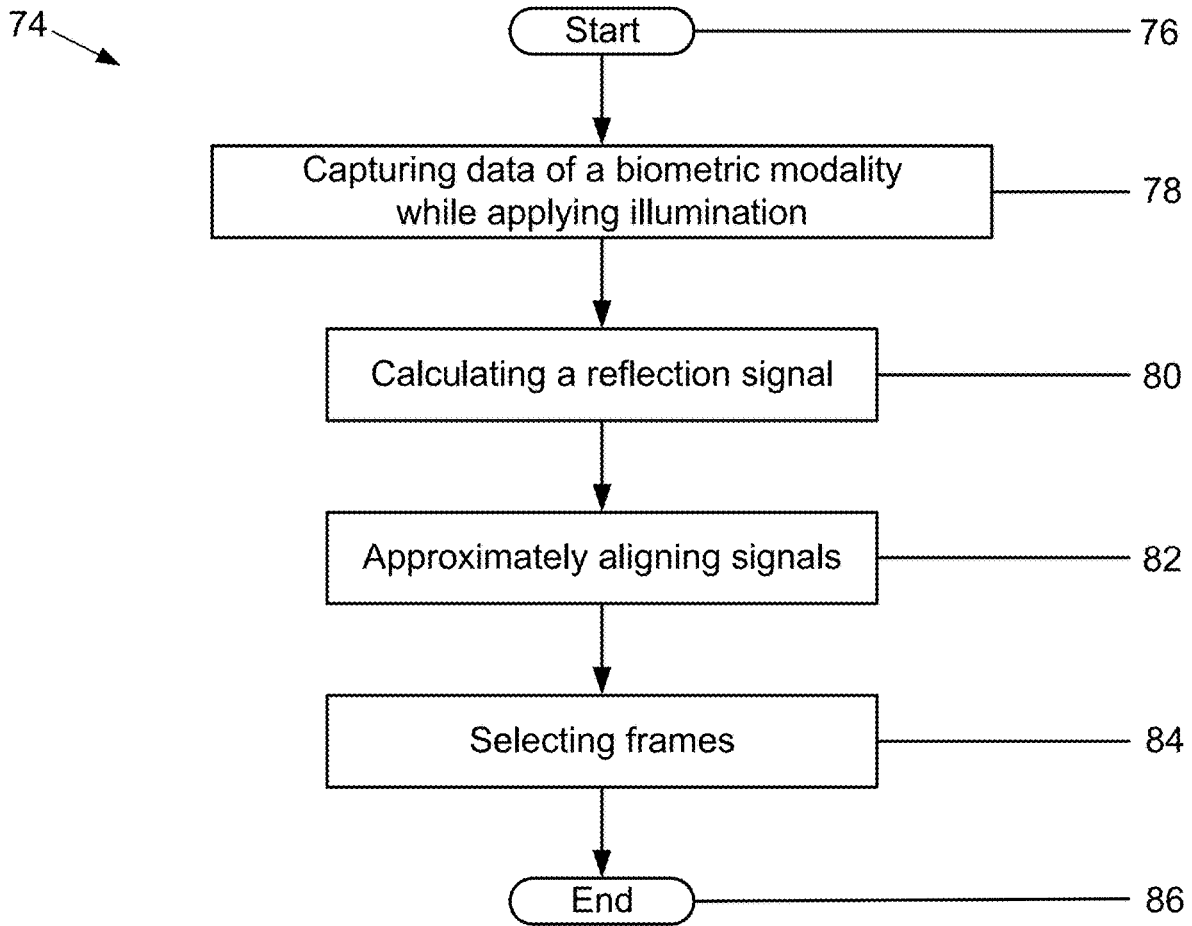 74
Start
76
Capturing data of a biometric modality
while applying illumination
78
Calculating a reflection signal
80
Approximately aligning signals
82
Selecting frames
84
End
86